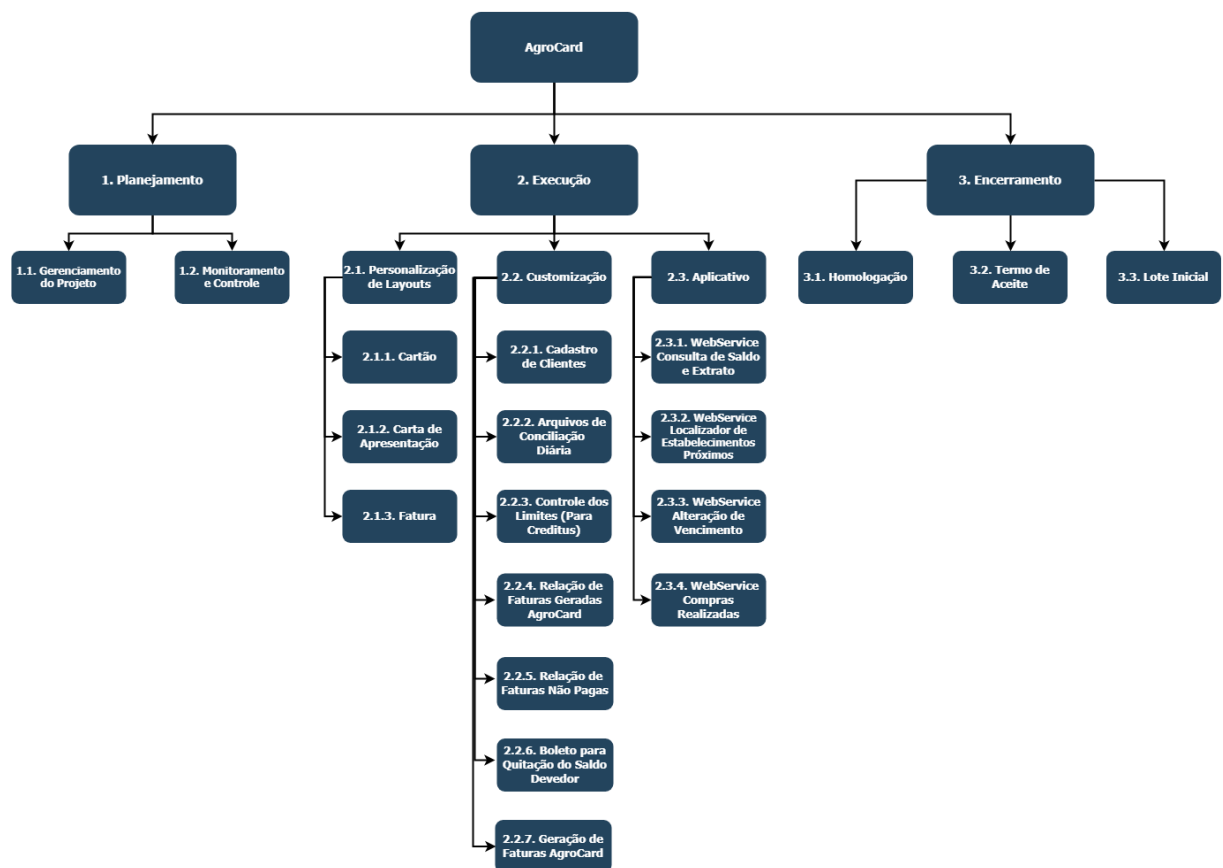 AgroCard
1. Planejamento
2. Execução
3. Encerramento
1.1. Gerenciamento
do Projeto
1.2. Monitoramento
e Controle
2.1. Personalização
de Layouts
2.2. Customização
2.3. Aplicativo
3.1. Homologação
3.2. Termo de
Aceite
3.3. Lote Inicial
2.1.1. Cartão
2.1.2. Carta de
Apresentação
2.1.3. Fatura
2.2.1. Cadastro
de Clientes
2.2.2. Arquivos de
Conciliação
Diária
2.2.3. Controle dos
Limites (Para
Creditus)
2.2.4. Relação de
Faturas Geradas
AgroCard
2.2.5. Relação de
Faturas Não Pagas
2.2.6. Boleto para
Quitação do Saldo
Devedor
2.2.7. Geração de
Faturas AgroCard
2.3.1. WebService
Consulta de Saldo
e Extrato
2.3.2. WebService
Localizador de
Estabelecimentos
Próximos
2.3.3. WebService
Alteração de
Vencimento
2.3.4. WebService
Compras
Realizadas